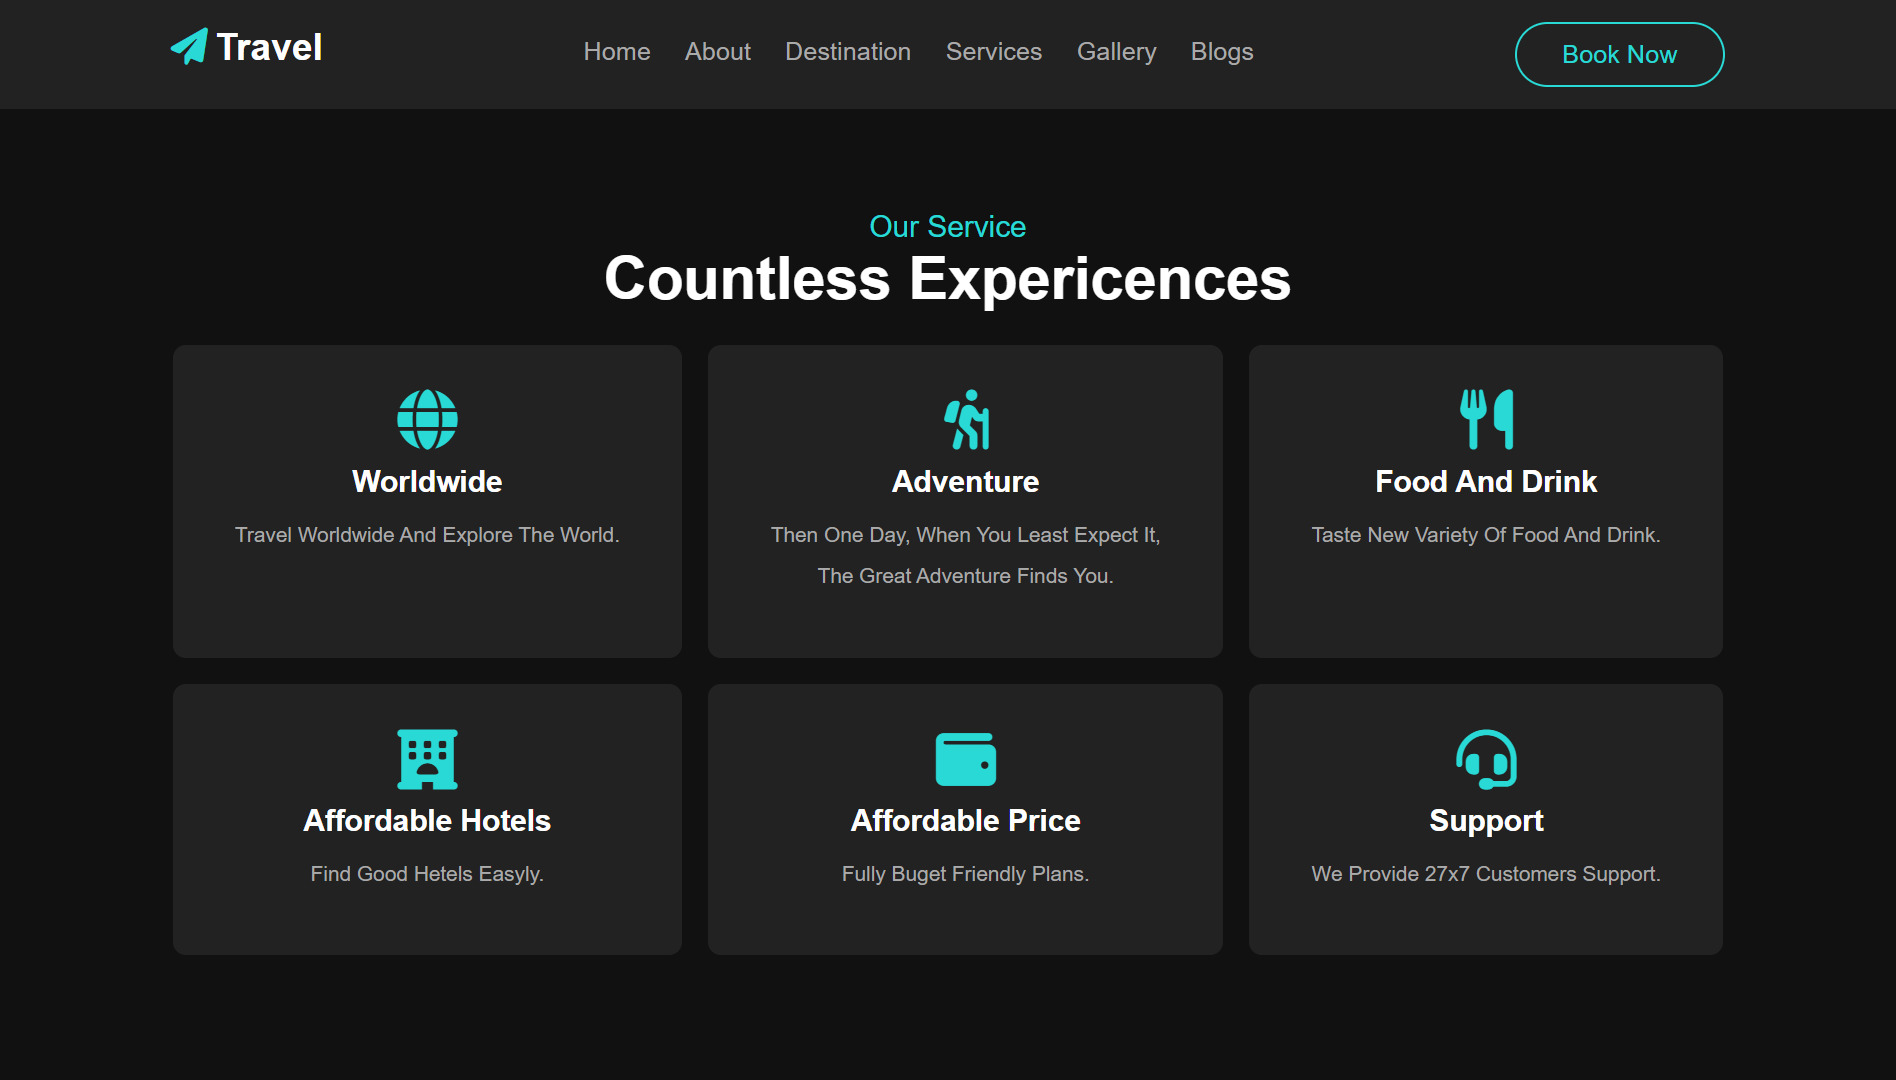 Travel
Home About Destination Services Gallery Blogs
Book Now
Our Service
Countless Expericences
Worldwide
Travel Worldwide And Explore The World.
Adventure
Then One Day, When You Least Expect It,
The Great Adventure Finds You.
Food And Drink
Taste New Variety Of Food And Drink.
Affordable Hotels
Find Good Hetels Easyly.
Affordable Price
Fully Buget Friendly Plans.
Support
We Provide 27x7 Customers Support.